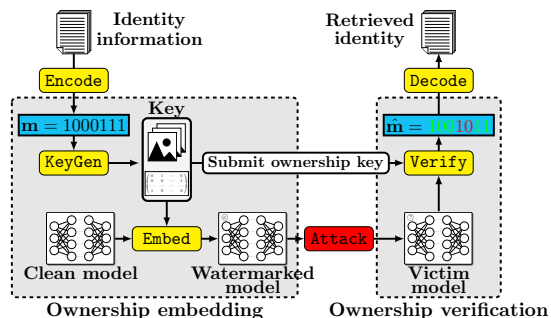 Identity
information
Retrieved
identity
Encode
Decode
m = 1000111
Key
m̂ = 1001011
KeyGen
Submit ownership key
Verify
Embed
Attack
Clean model
Watermarked
model
Victim
model
Ownership embedding
Ownership verification